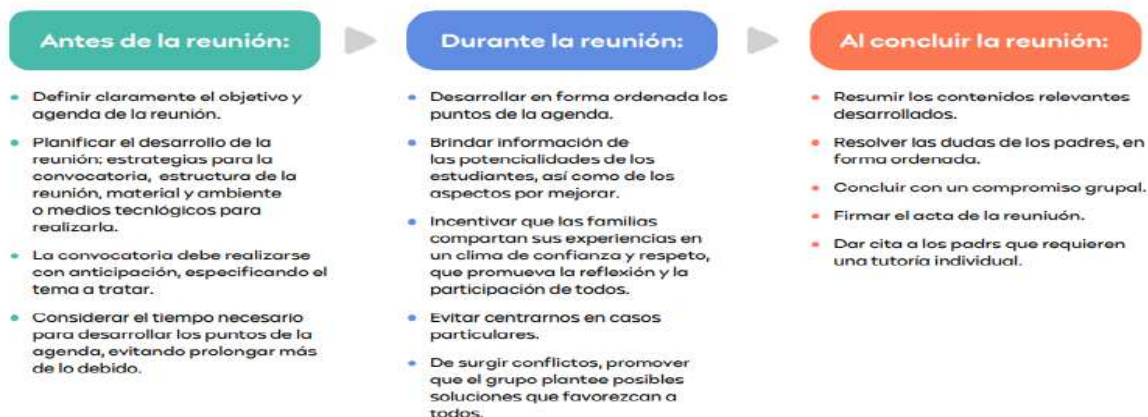 Antes de la reunión:
• Definir claramente el objetivo y
agenda de la reunión.
• Planificar el desarrollo de la
reunión: estrategias para la
convocatoria, estructura de la
reunión, material y ambiente
o medios tecnlógicos para
realizarla.
• La convocatoria debe realizarse
con anticipación, especificando el
tema a tratar.
• Considerar el tiempo necesario
para desarrollar los puntos de la
agenda, evitando prolongar más
de lo debido.
Durante la reunión:
• Desarrollar en forma ordenada los
puntos de la agenda.
• Brindar información de
las potencialidades de los
estudiantes, así como de los
aspectos por mejorar.
• Incentivar que las familias
compartan sus experiencias en
un clima de confianza y respeto,
que promueva la reflexión y la
participación de todos.
• Evitar centrarnos en casos
particulares.
• De surgir conflictos, promover
que el grupo plantee posibles
soluciones que favorezcan a
todos.
Al concluir la reunión:
• Resumir los contenidos relevantes
desarrollados.
• Resolver las dudas de los padres, en
forma ordenada.
• Concluir con un compromiso grupal.
• Firmar el acta de la reuniuón.
• Dar cita a los padrs que requieren
una tutoría individual.